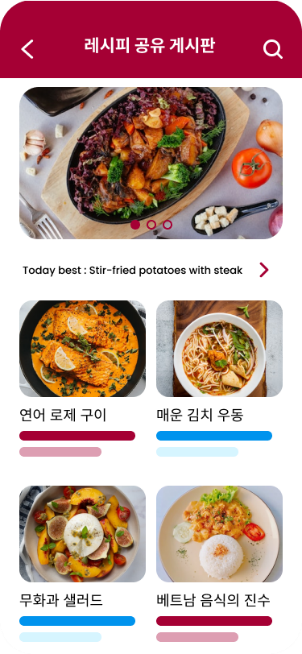 레시피 공유 게시판
Today best : Stir-fried potatoes with steak
연어 로제 구이
매운 김치 우동
무화과 샐러드
베트남 음식의 진수